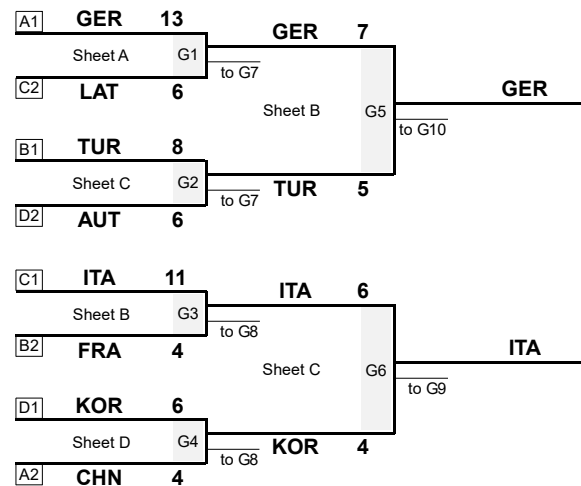 A1 GER 13
GER 7
Sheet A G1
to G7
GER
C2 LAT 6
Sheet B G5
to G10
B1 TUR 8
Sheet C G2
to G7
TUR 5
D2 AUT 6
C1 ITA 11
ITA 6
Sheet B G3
to G8
ITA
B2 FRA 4
Sheet C G6
to G9
D1 KOR 6
KOR 4
Sheet D G4
to G8
A2 CHN 4